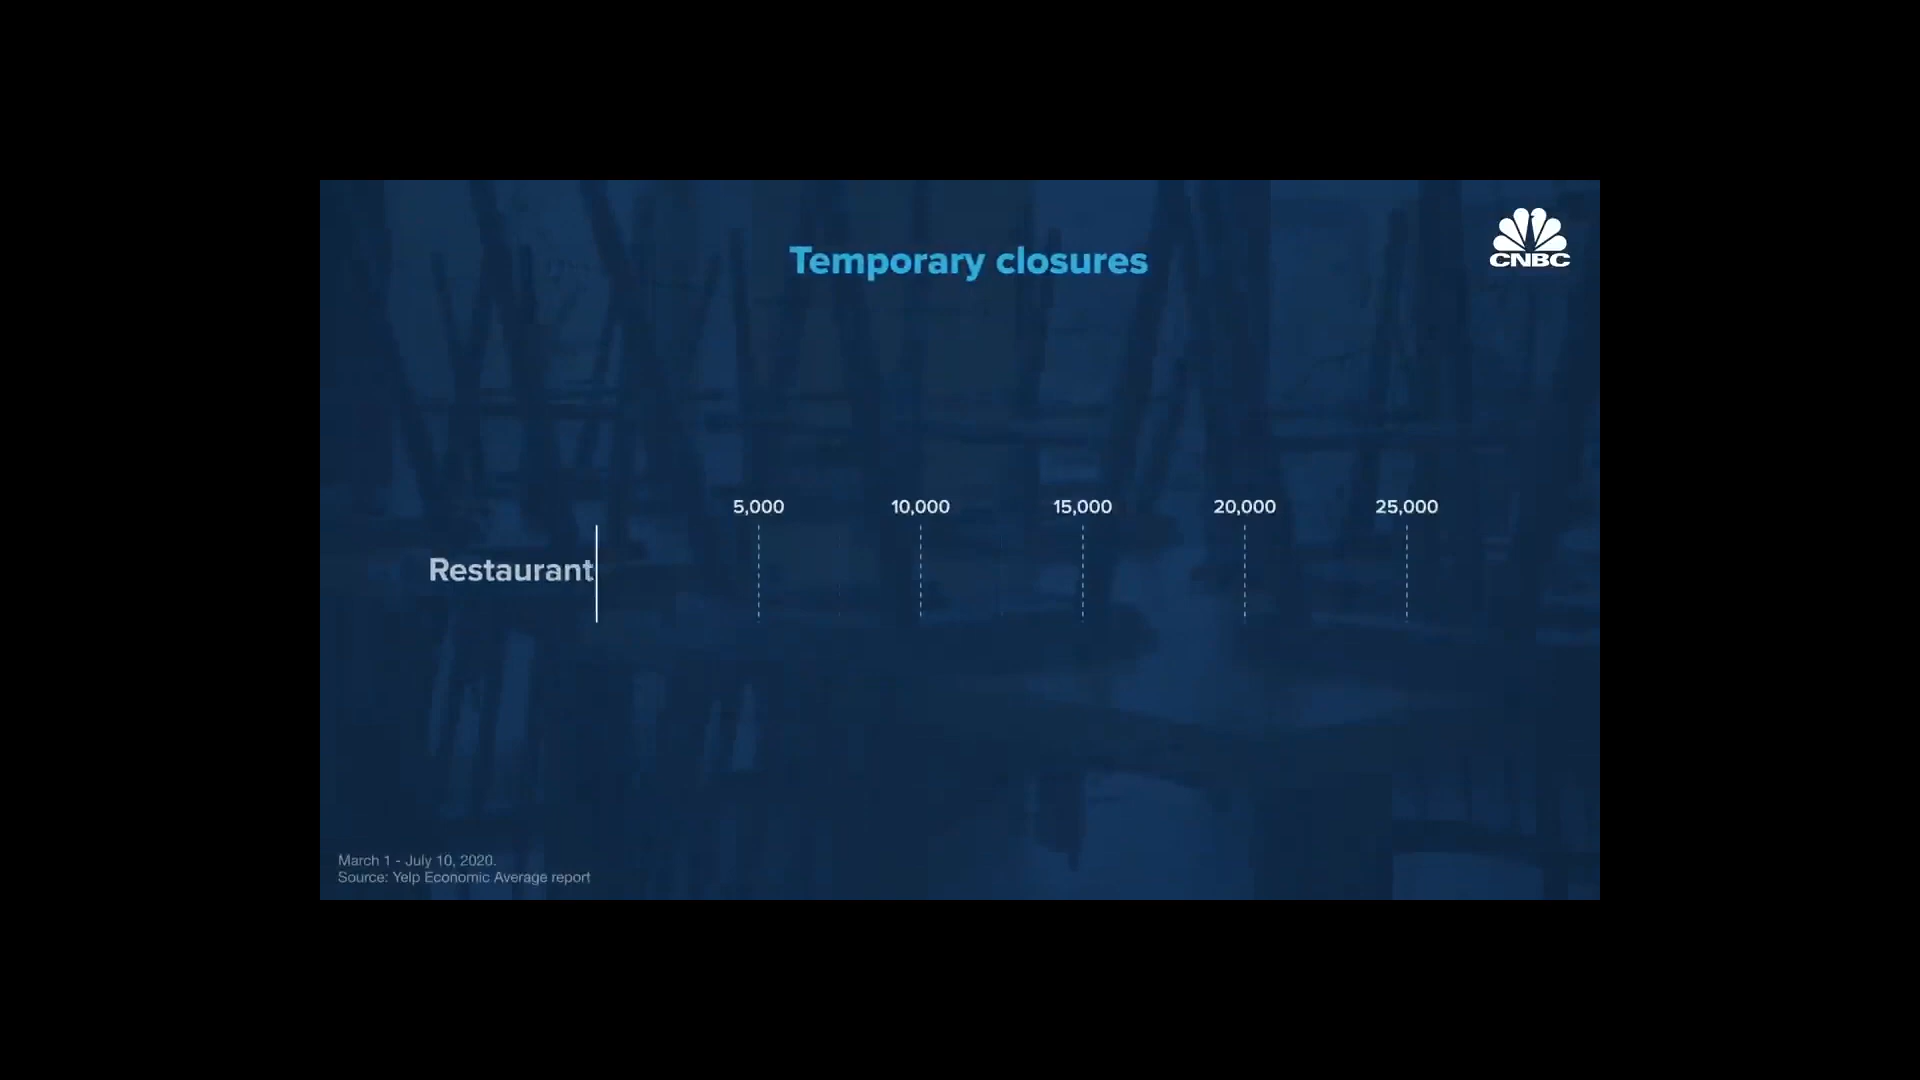 CNBC
Temporary closures
5,000 10,000 15,000 20,000 25,000
Restaurant
March 1 - July 10, 2020.
Source: Yelp Economic Average report